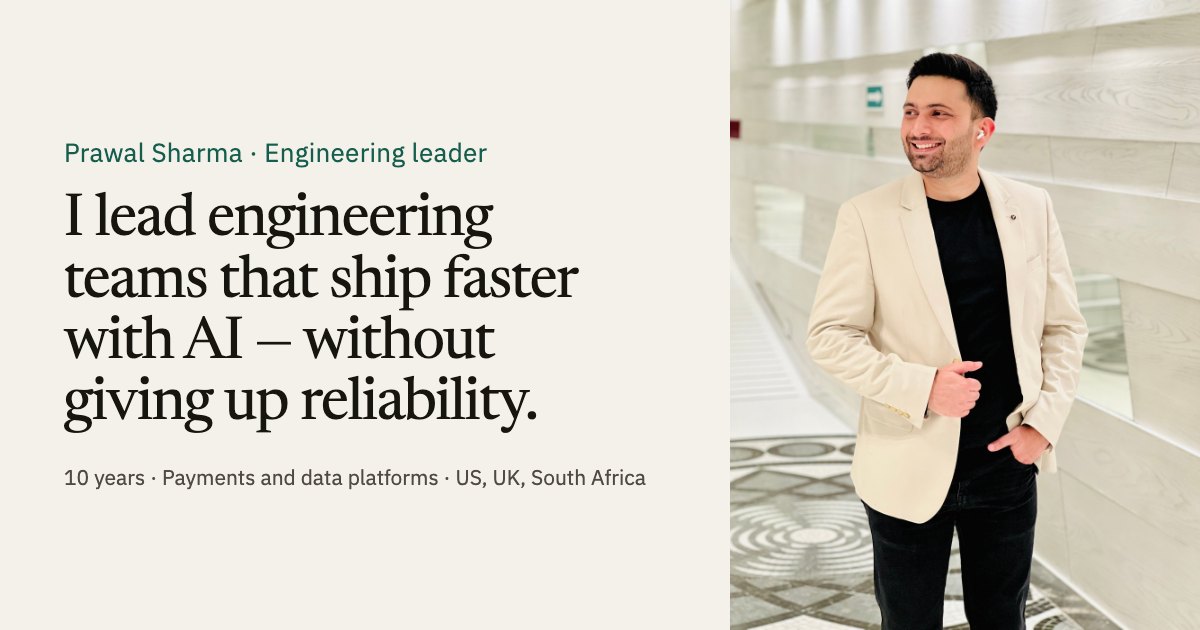 Prawal Sharma · Engineering leader
I lead engineering
teams that ship faster
with AI — without
giving up reliability.
10 years · Payments and data platforms · US, UK, South Africa